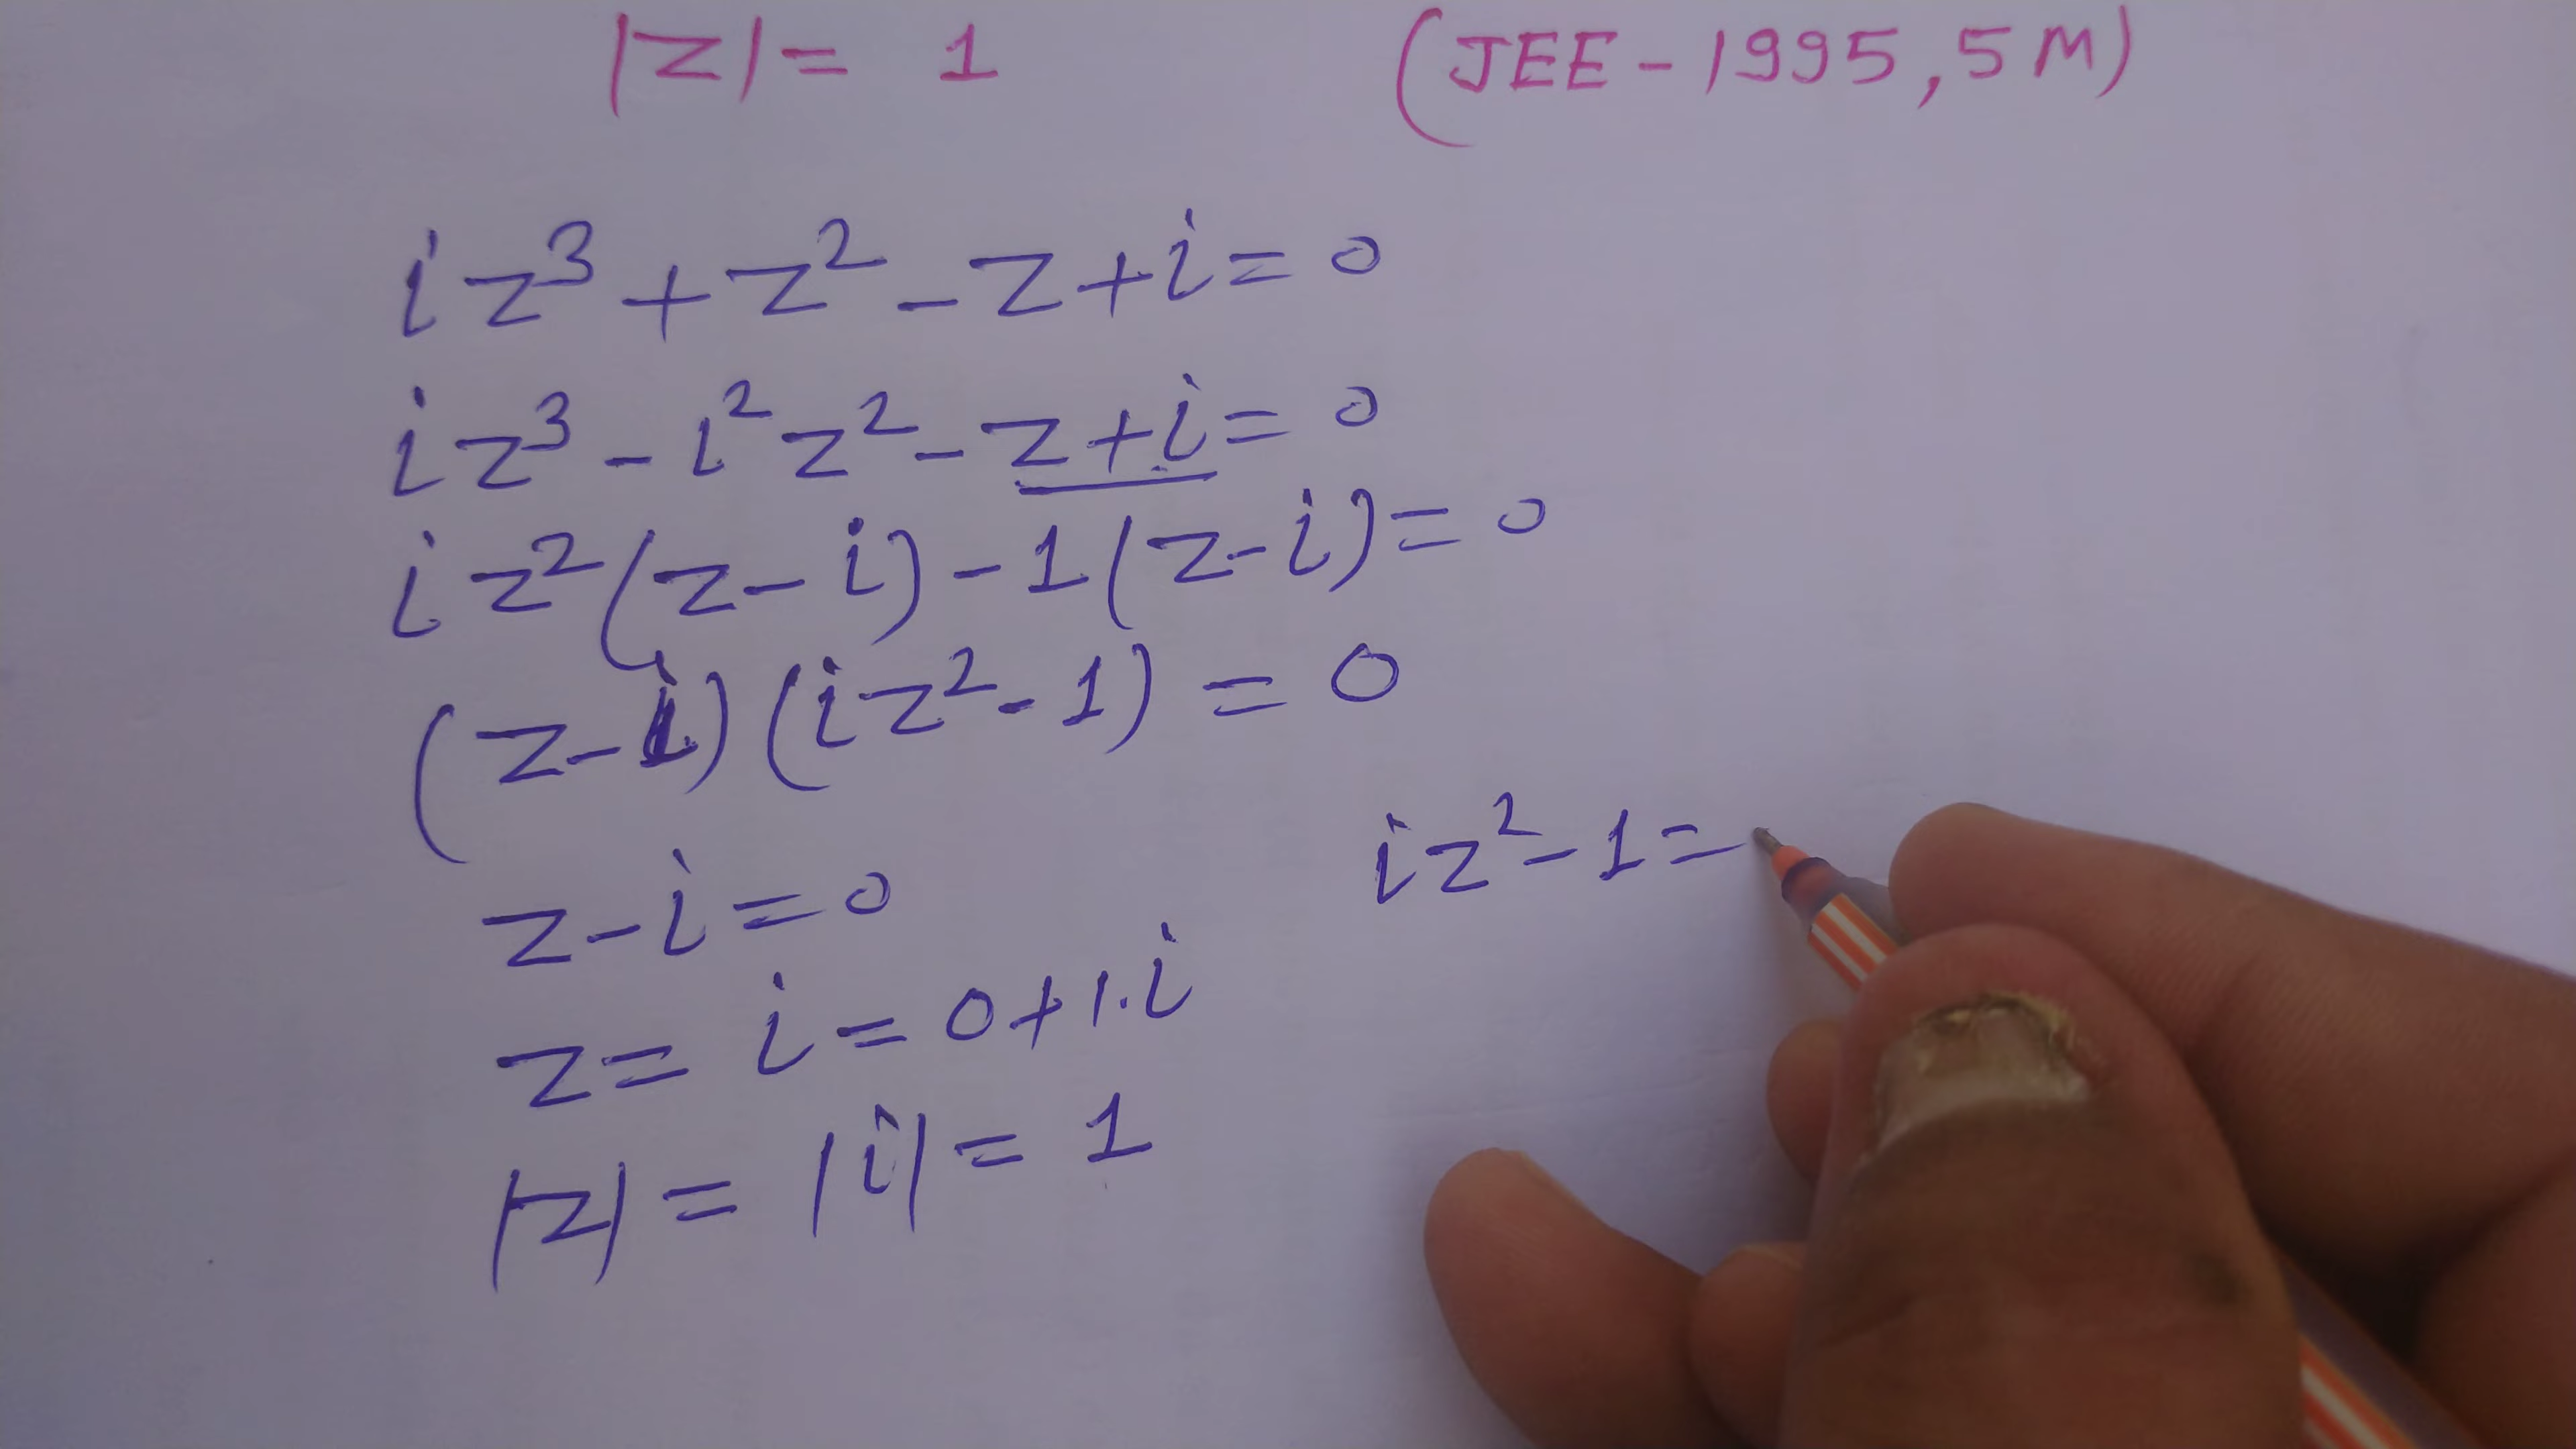 |z| = 1 (JEE-1995, 5M)
iz³ + z² - z + i = 0
iz³ - i²z² - z + i = 0
iz²(z - i) - 1(z - i) = 0
(z - i)(iz² - 1) = 0
z - i = 0
iz² - 1 =
z = i = 0 + 1.i
|z| = |i| = 1